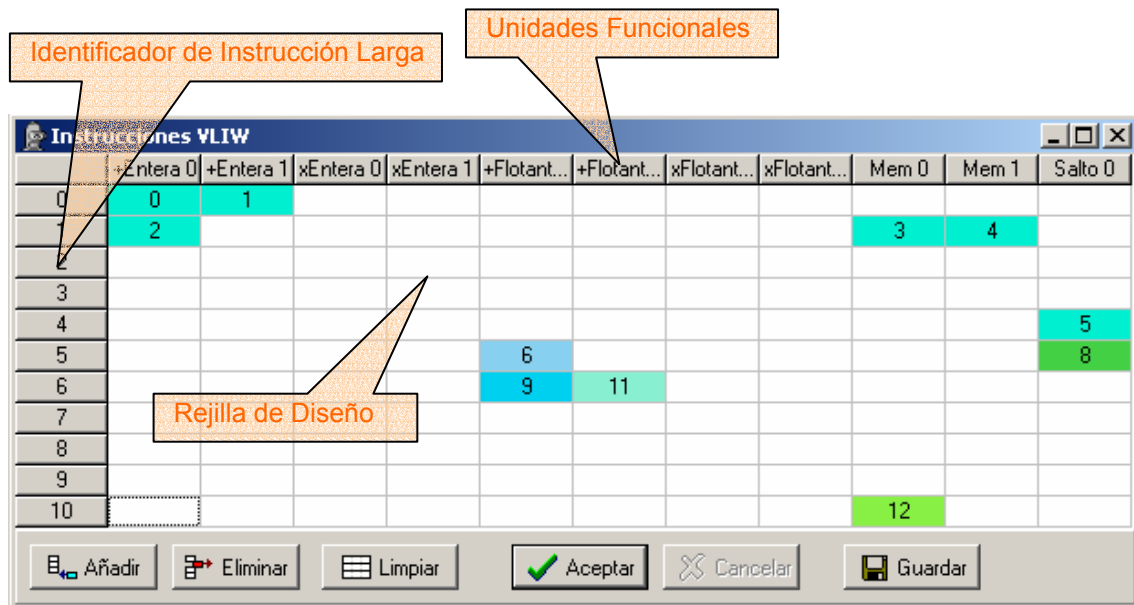 Unidades Funcionales
Identificador de Instrucción Larga
Instrucciones VLIW
+Entera 0 +Entera 1 xEntera 0 xEntera 1 +Flotant... +Flotant... xFlotant... xFlotant... Mem 0 Mem 1 Salto 0
0 0 1
1 2 3 4
2
3
4 5
5 6 8
6 9 11
7
Rejilla de Diseño
8
9
10 12
Añadir Eliminar Limpiar Aceptar Cancelar Guardar